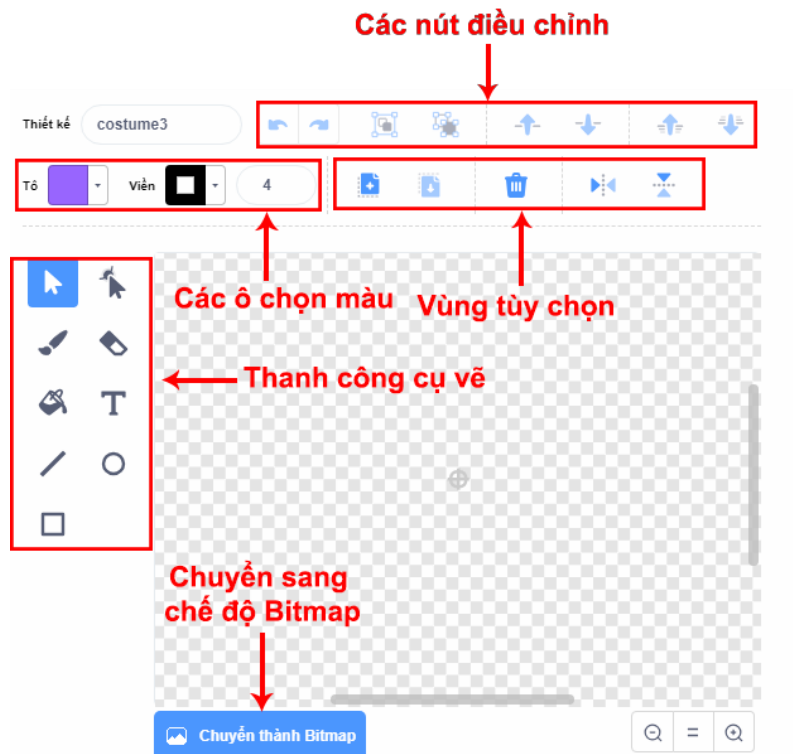 Các nút điều chỉnh
Thiết kế costume3
Tô Viền 4
Các ô chọn màu
Vùng tùy chọn
Thanh công cụ vẽ
T
Chuyển sang
chế độ Bitmap
Chuyển thành Bitmap